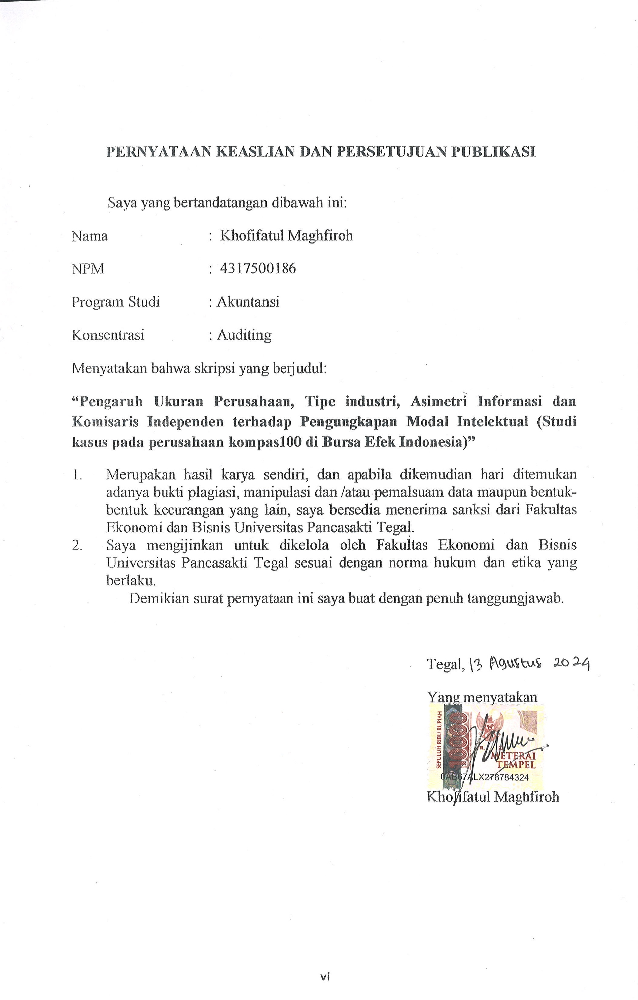 PERNYATAAN KEASLIAN DAN PERSETUJUAN PUBLIKASI
Saya yang bertandatangan dibawah ini:
Nama : Khofifatul Maghfiroh
NPM : 4317500186
Program Studi : Akuntansi
Konsentrasi : Auditing
Menyatakan bahwa skripsi yang berjudul:
“Pengaruh Ukuran Perusahaan, Tipe industri, Asimetri Informasi dan
Komisaris Independen terhadap Pengungkapan Modal Intelektual (Studi
kasus pada perusahaan kompas100 di Bursa Efek Indonesia)”
1. Merupakan hasil karya sendiri, dan apabila dikemudian hari ditemukan
adanya bukti plagiasi, manipulasi dan /atau pemalsuam data maupun bentuk-
bentuk kecurangan yang lain, saya bersedia menerima sanksi dari Fakultas
Ekonomi dan Bisnis Universitas Pancasakti Tegal.
2. Saya mengijinkan untuk dikelola oleh Fakultas Ekonomi dan Bisnis
Universitas Pancasakti Tegal sesuai dengan norma hukum dan etika yang
berlaku.
Demikian surat pernyataan ini saya buat dengan penuh tanggungjawab.
Tegal, 13 Agustus 2024
Yang menyatakan
SEPULUH RIBU RUPIAH
10000
TGL. 20
METERAI
TEMPEL
0AB67ALX278784324
Khofifatul Maghfiroh
vi